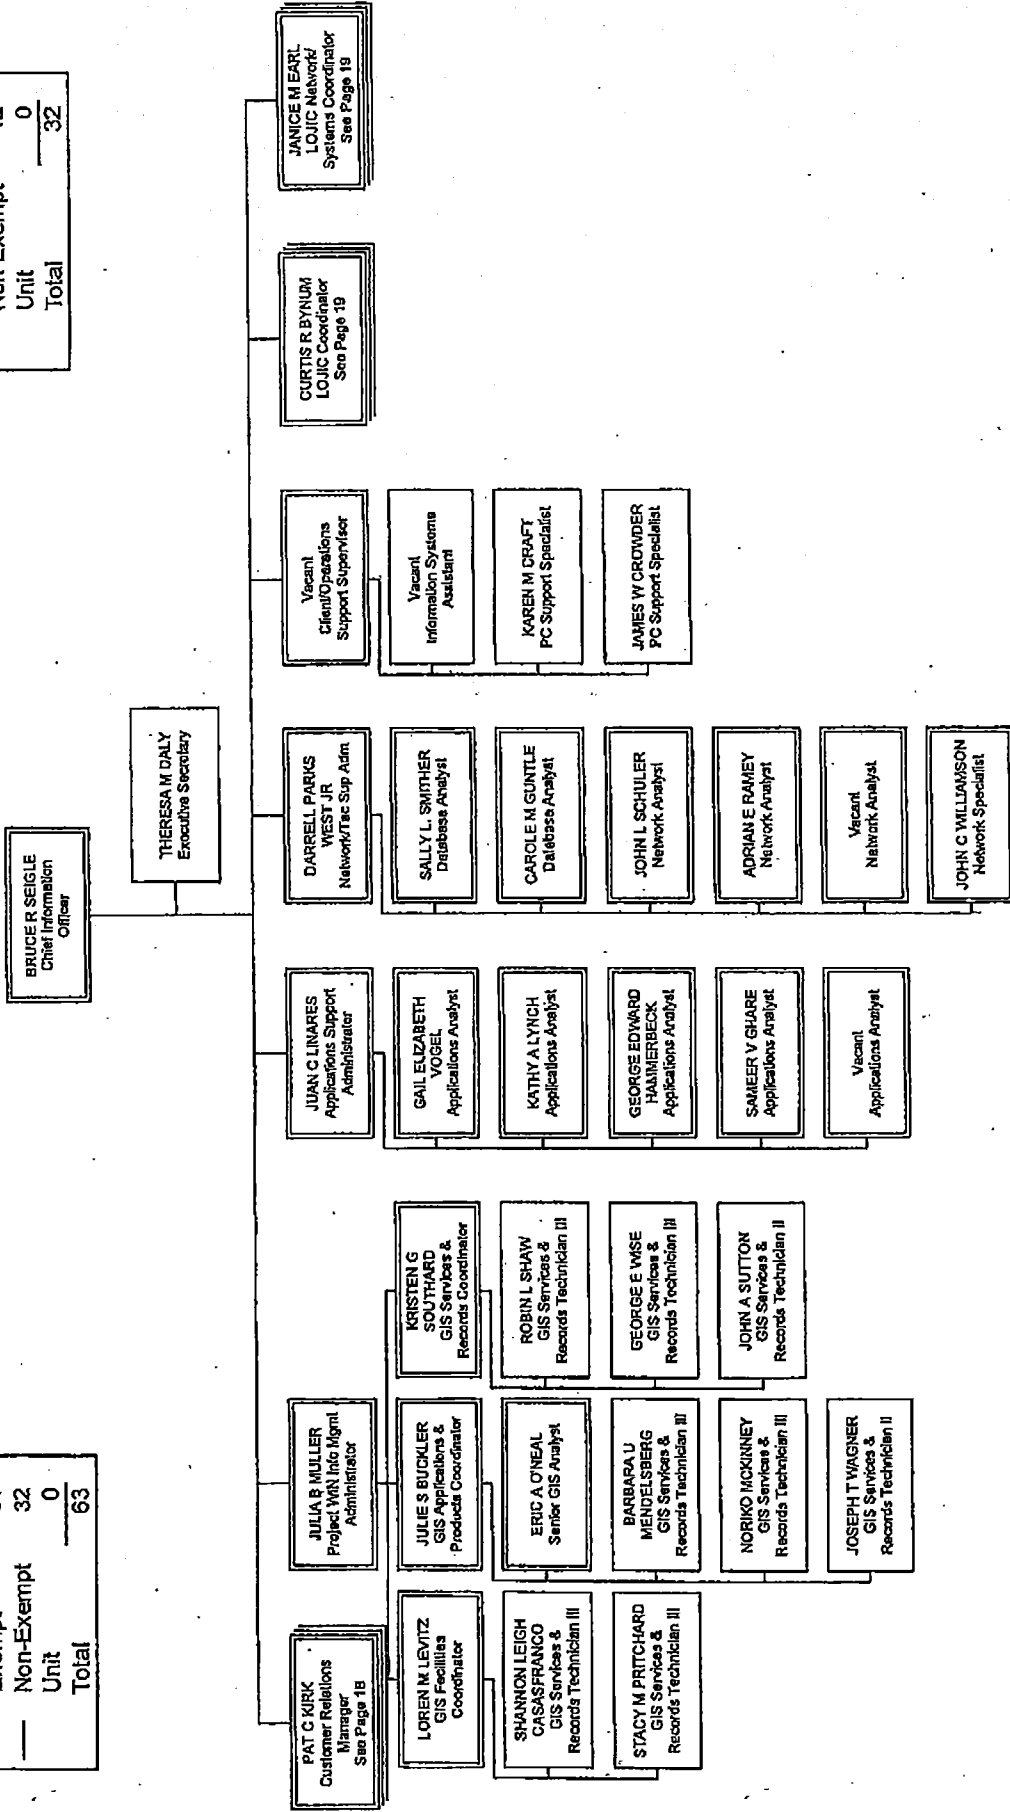 Non-Exempt 32
Unit 0
Total 63
Unit 0
Total 32
BRUCE R SEIGLE
Chief Information
Officer
THERESA M DALY
Executive Secretary
PAT C KIRK
Customer Relations
Manager
See Page 18
JULIA B MULLER
Project WIN Info Mgmt
Administrator
JUAN C LINARES
Applications Support
Administrator
DARRELL PARKS
WEST JR
Network/Tec Sup Adm
Vacant
Client/Operations
Support Supervisor
CURTIS R BYNUM
LOJIC Coordinator
See Page 19
JANICE M EARL
LOJIC Network/
Systems Coordinator
See Page 19
LOREN M LEVITZ
GIS Facilities
Coordinator
SHANNON LEIGH
CASASFRANCO
GIS Services &
Records Technician III
STACY M PRITCHARD
GIS Services &
Records Technician III
JULIE S BUCKLER
GIS Applications &
Products Coordinator
ERIC A O'NEAL
Senior GIS Analyst
BARBARA U
MENDELSBERG
GIS Services &
Records Technician III
NORIKO MCKINNEY
GIS Services &
Records Technician III
JOSEPH T WAGNER
GIS Services &
Records Technician II
KRISTEN G
SOUTHARD
GIS Services &
Records Coordinator
ROBIN L SHAW
GIS Services &
Records Technician III
GEORGE E WISE
GIS Services &
Records Technician III
JOHN A SUTTON
GIS Services &
Records Technician II
GAIL ELIZABETH
VOGEL
Applications Analyst
KATHY A LYNCH
Applications Analyst
GEORGE EDWARD
HAMMERBECK
Applications Analyst
SAMEER V GHARE
Applications Analyst
Vacant
Applications Analyst
SALLY L. SMITHER
Database Analyst
CAROLE M GUNTLE
Database Analyst
JOHN L SCHULER
Network Analyst
ADRIAN E RAMEY
Network Analyst
Vacant
Network Analyst
JOHN C WILLIAMSON
Network Specialist
Vacant
Information Systems
Assistant
KAREN M CRAFT
PC Support Specialist
JAMES W CROWDER
PC Support Specialist